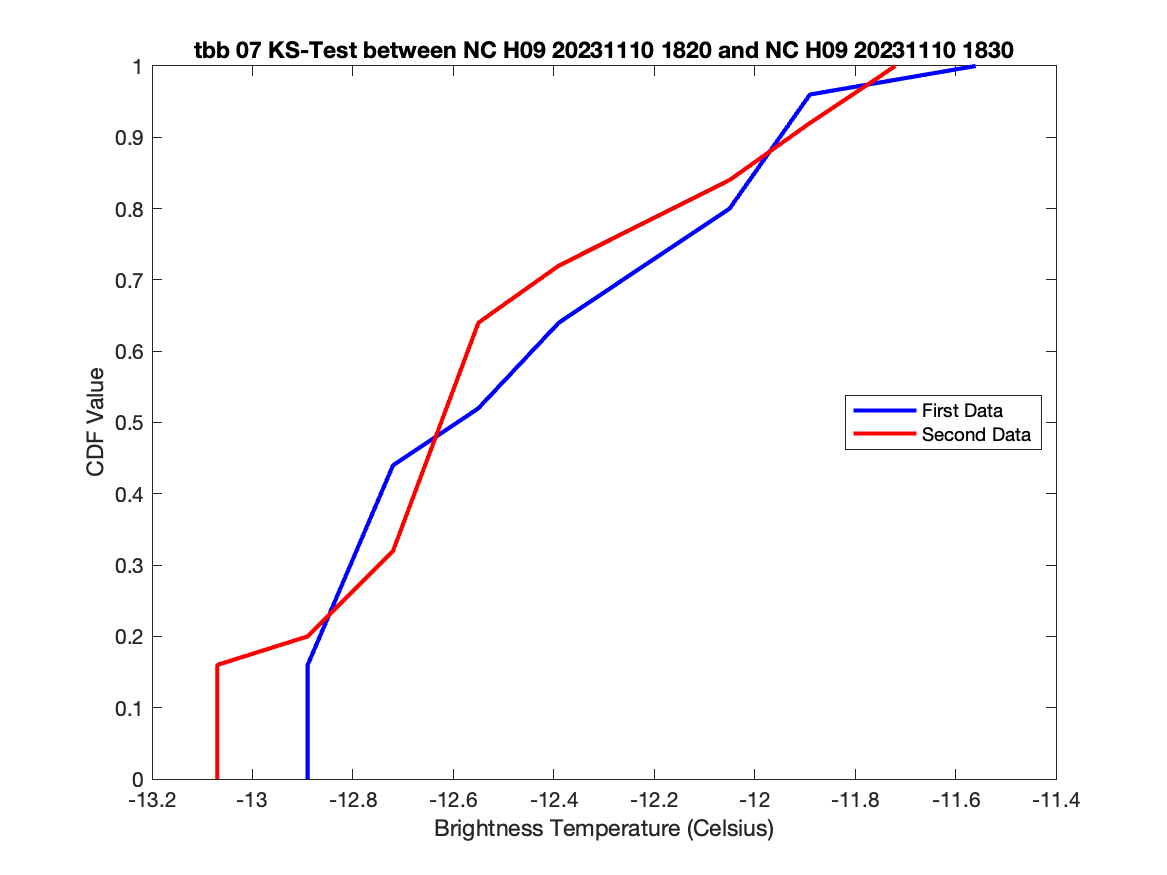 tbb 07 KS-Test between NC H09 20231110 1820 and NC H09 20231110 1830
1
0.9
0.8
0.7
0.6
0.5
0.4
0.3
0.2
0.1
0
CDF Value
First Data
Second Data
-13.2 -13 -12.8 -12.6 -12.4 -12.2 -12 -11.8 -11.6 -11.4
Brightness Temperature (Celsius)